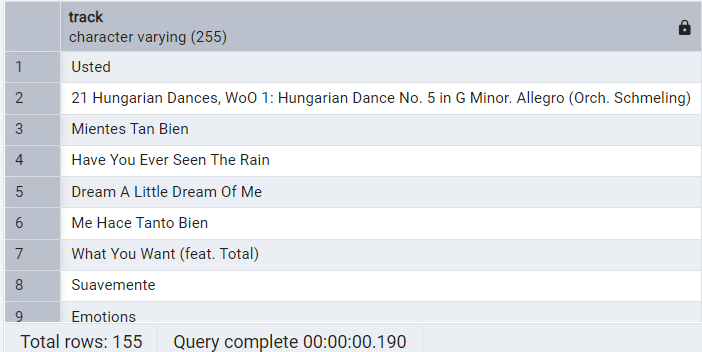 track
character varying (255)
1 Usted
2 21 Hungarian Dances, WoO 1: Hungarian Dance No. 5 in G Minor. Allegro (Orch. Schmeling)
3 Mientes Tan Bien
4 Have You Ever Seen The Rain
5 Dream A Little Dream Of Me
6 Me Hace Tanto Bien
7 What You Want (feat. Total)
8 Suavemente
9 Emotions
Total rows: 155 Query complete 00:00:00.190